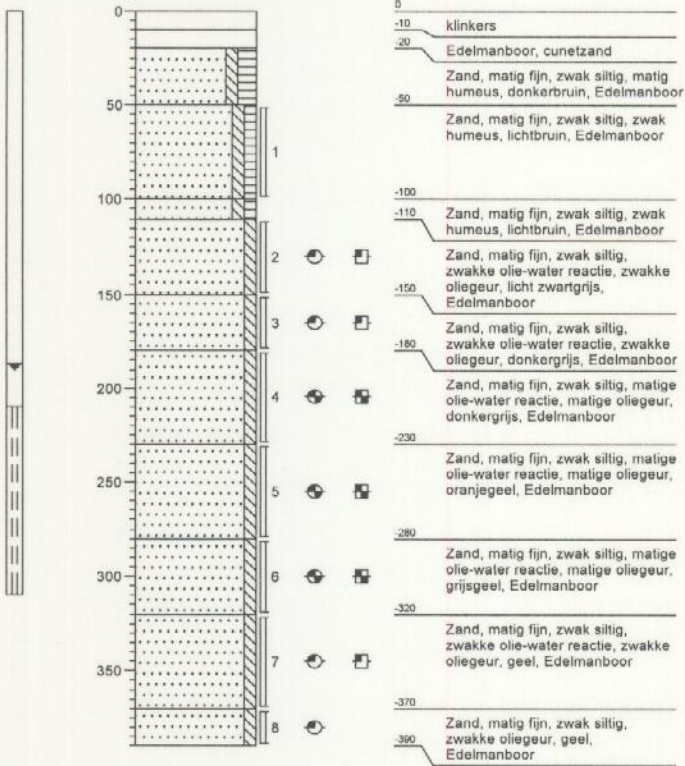 0
50
100
150
200
250
300
350
1
2
3
4
5
6
7
8
0
-10
klinkers
-20
Edelmanboor, cunetzand
Zand, matig fijn, zwak siltig, matig
humeus, donkerbruin, Edelmanboor
-50
Zand, matig fijn, zwak siltig, zwak
humeus, lichtbruin, Edelmanboor
-100
-110
Zand, matig fijn, zwak siltig, zwak
humeus, lichtbruin, Edelmanboor
Zand, matig fijn, zwak siltig,
zwakke olie-water reactie, zwakke
oliegeur, licht zwartgrijs,
Edelmanboor
-150
Zand, matig fijn, zwak siltig,
zwakke olie-water reactie, zwakke
oliegeur, donkergrijs, Edelmanboor
-180
Zand, matig fijn, zwak siltig, matige
olie-water reactie, matige oliegeur,
donkergrijs, Edelmanboor
-230
Zand, matig fijn, zwak siltig, matige
olie-water reactie, matige oliegeur,
oranjegeel, Edelmanboor
-280
Zand, matig fijn, zwak siltig, matige
olie-water reactie, matige oliegeur,
grijsgeel, Edelmanboor
-320
Zand, matig fijn, zwak siltig,
zwakke olie-water reactie, zwakke
oliegeur, geel, Edelmanboor
-370
Zand, matig fijn, zwak siltig,
zwakke oliegeur, geel,
Edelmanboor
-390